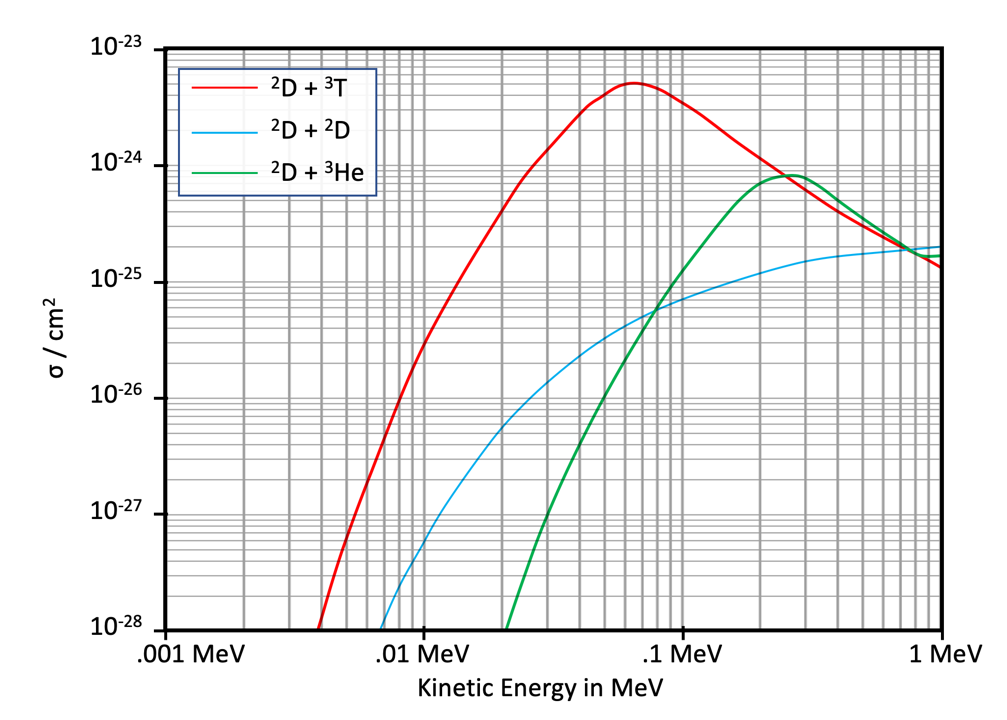 10⁻²³
²D + ³T
²D + ²D
²D + ³He
10⁻²⁴
10⁻²⁵
σ / cm²
10⁻²⁶
10⁻²⁷
10⁻²⁸
.001 MeV .01 MeV .1 MeV 1 MeV
Kinetic Energy in MeV